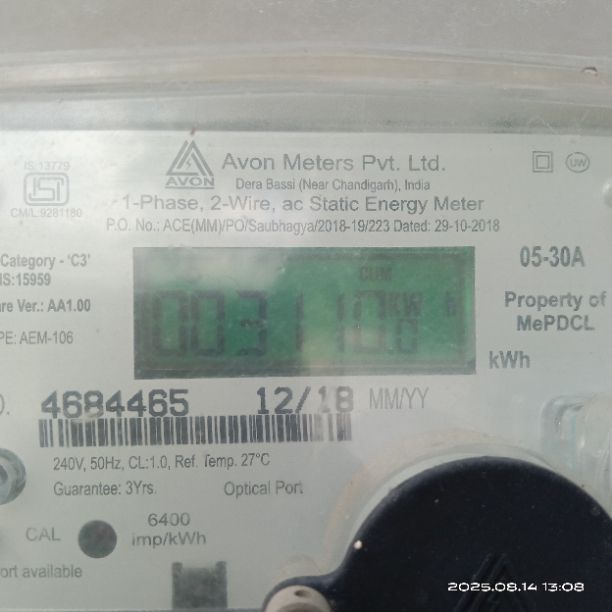 IS 13779
ISI
CM/L 9281180
AVON
Avon Meters Pvt. Ltd.
Dera Bassi (Near Chandigarh), India
UW
1-Phase, 2-Wire, ac Static Energy Meter
P.O. No.: ACE(MM)/PO/Saubhagya/2018-19/223 Dated: 29-10-2018
Category - 'C3'
IS:15959
are Ver.: AA1.00
PE: AEM-106
CUM
003110.0 KW h
05-30A
Property of
MePDCL
kWh
O. 4684465 12/18 MM/YY
240V, 50Hz, CL:1.0, Ref. Temp. 27°C
Guarantee: 3Yrs. Optical Port
CAL
6400
imp/kWh
ort available
AVON
2025.08.14 13:08